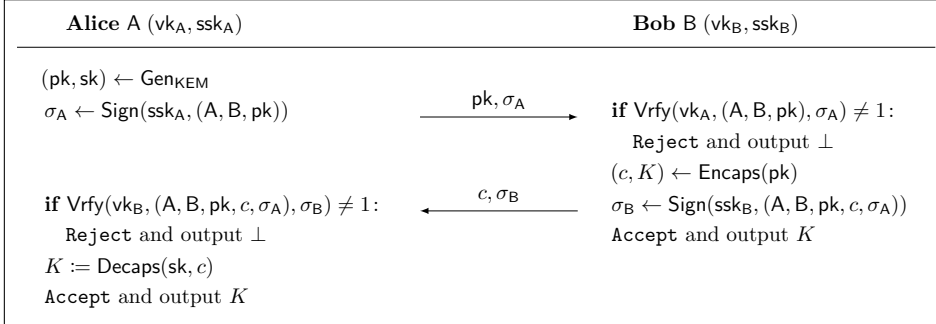 Alice A (vk_A, ssk_A)
Bob B (vk_B, ssk_B)
(pk, sk) ← Gen_KEM
σ_A ← Sign(ssk_A, (A, B, pk))
pk, σ_A
if Vrfy(vk_A, (A, B, pk), σ_A) ≠ 1:
Reject and output ⊥
(c, K) ← Encaps(pk)
c, σ_B
σ_B ← Sign(ssk_B, (A, B, pk, c, σ_A))
Accept and output K
if Vrfy(vk_B, (A, B, pk, c, σ_A), σ_B) ≠ 1:
Reject and output ⊥
K := Decaps(sk, c)
Accept and output K